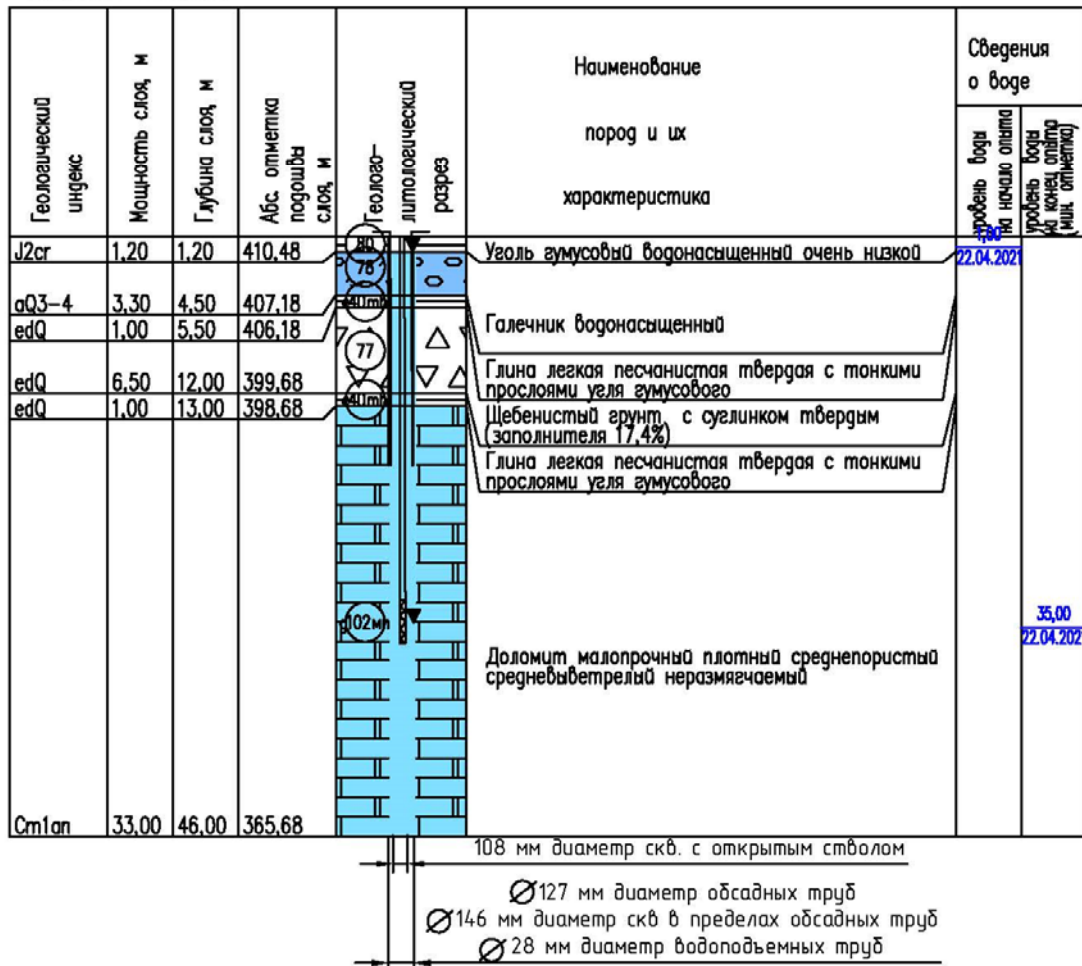 Геологический
индекс
Мощность слоя, м
Глубина слоя, м
Абс. отметка
подошвы
слоя, м
Геолого-
литологический
разрез
Наименование
пород и их
характеристика
Сведения
о воде
уровень воды
на начало опыта
уровень воды
на конец опыта
(мин. отметка)
J2cr 1,20 1,20 410,48
Уголь гумусовый водонасыщенный очень низкой
1,80
22.04.2021
78
aQ3-4 3,30 4,50 407,18
edQ 1,00 5,50 406,18
Галечник водонасыщенный
77
Глина легкая песчанистая твердая с тонкими
прослоями угля гумусового
edQ 6,50 12,00 399,68
edQ 1,00 13,00 398,68
Щебенистый грунт с суглинком твердым
(заполнителя 17,4%)
Глина легкая песчанистая твердая с тонкими
прослоями угля гумусового
35,00
22.04.202
Доломит малопрочный плотный среднепористый
средневыветрелый неразмягчаемый
Cm1an 33,00 46,00 365,68
108 мм диаметр скв. с открытым стволом
Ø127 мм диаметр обсадных труб
Ø146 мм диаметр скв в пределах обсадных труб
Ø 28 мм диаметр водоподъемных труб